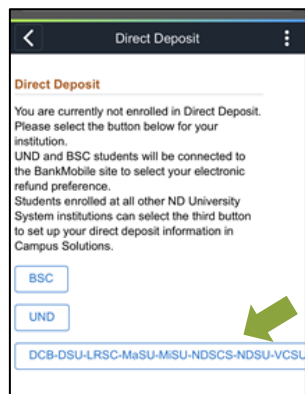 Direct Deposit
Direct Deposit
You are currently not enrolled in Direct Deposit.
Please select the button below for your
institution.
UND and BSC students will be connected to
the BankMobile site to select your electronic
refund preference.
Students enrolled at all other ND University
System institutions can select the third button
to set up your direct deposit information in
Campus Solutions.
BSC
UND
DCB-DSU-LRSC-MaSU-MiSU-NDSCS-NDSU-VCSU